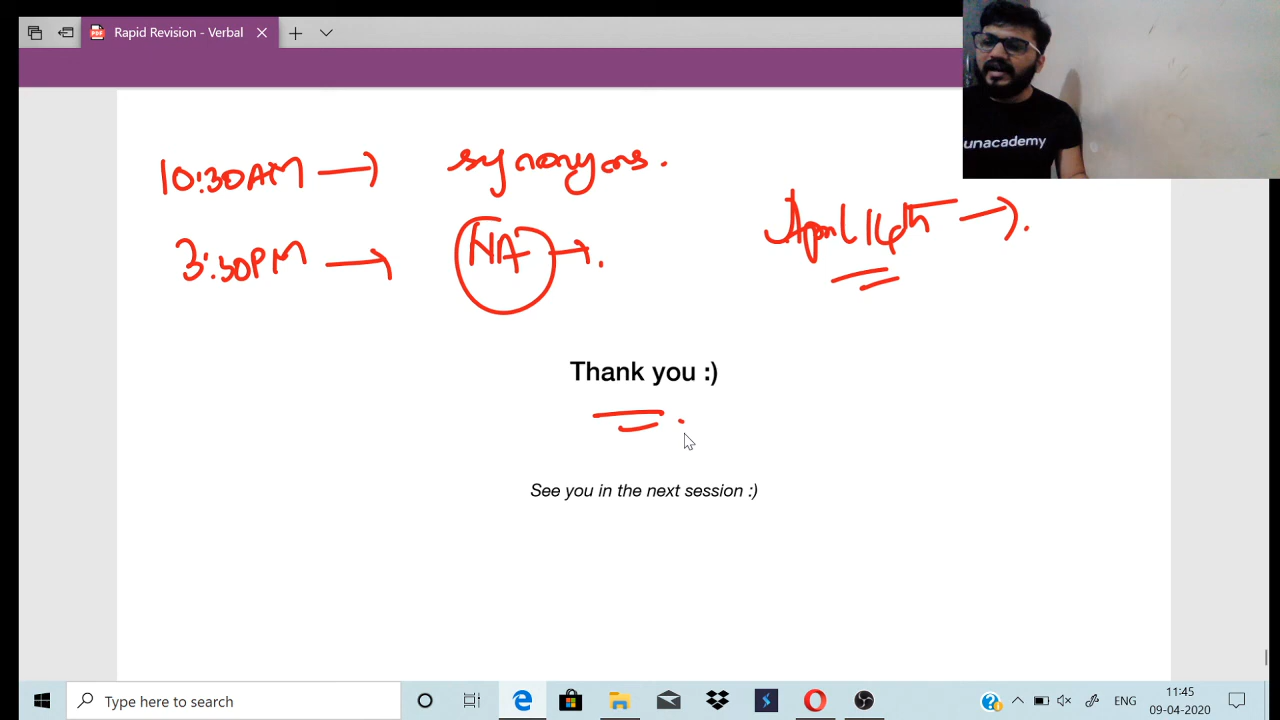 Rapid Revision - Verbal
unacademy
10:30AM → synonyms.
3:30PM → NA → .
April 14th → .
Thank you :)
See you in the next session :)
Type here to search
ENG
11:45
09-04-2020